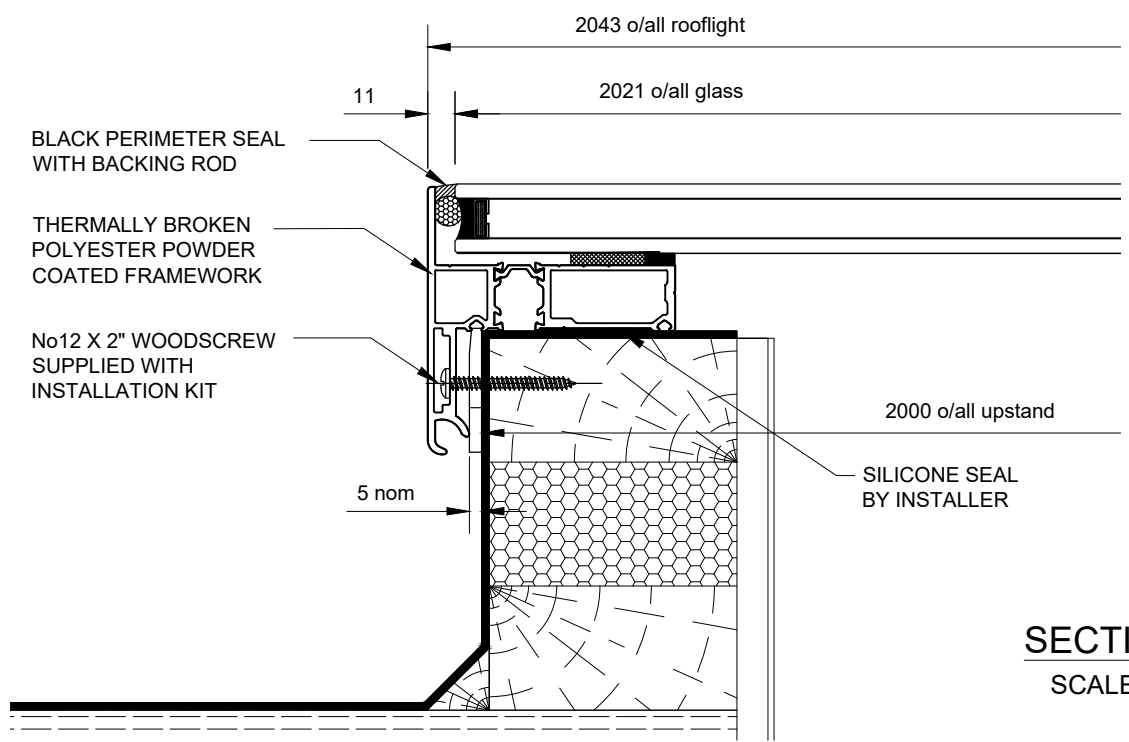 2043 o/all rooflight
2021 o/all glass
11
BLACK PERIMETER SEAL
WITH BACKING ROD
THERMALLY BROKEN
POLYESTER POWDER
COATED FRAMEWORK
No12 X 2" WOODSCREW
SUPPLIED WITH
INSTALLATION KIT
2000 o/all upstand
SILICONE SEAL
BY INSTALLER
5 nom
SECTI
SCALE